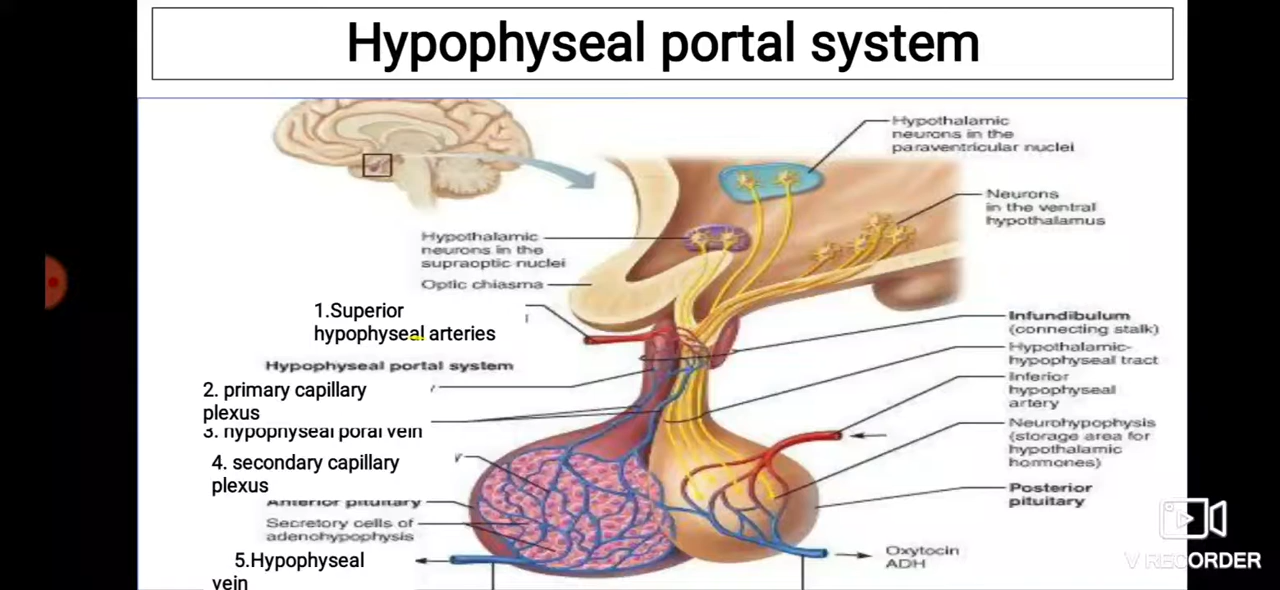 Hypophyseal portal system
Hypothalamic
neurons in the
paraventricular nuclei
Neurons
in the ventral
hypothalamus
Hypothalamic
neurons in the
supraoptic nuclei
Optic chiasma
1.Superior
hypophyseal arteries
Infundibulum
(connecting stalk)
Hypothalamic-
hypophyseal tract
Hypophyseal portal system
Inferior
hypophyseal
artery
2. primary capillary
plexus
3. hypophyseal poral vein
Neurohypophysis
(storage area for
hypothalamic
hormones)
4. secondary capillary
plexus
Posterior
pituitary
Anterior pituitary
Secretory cells of
adenohypophysis
5.Hypophyseal
vein
Oxytocin
ADH
V RECORDER